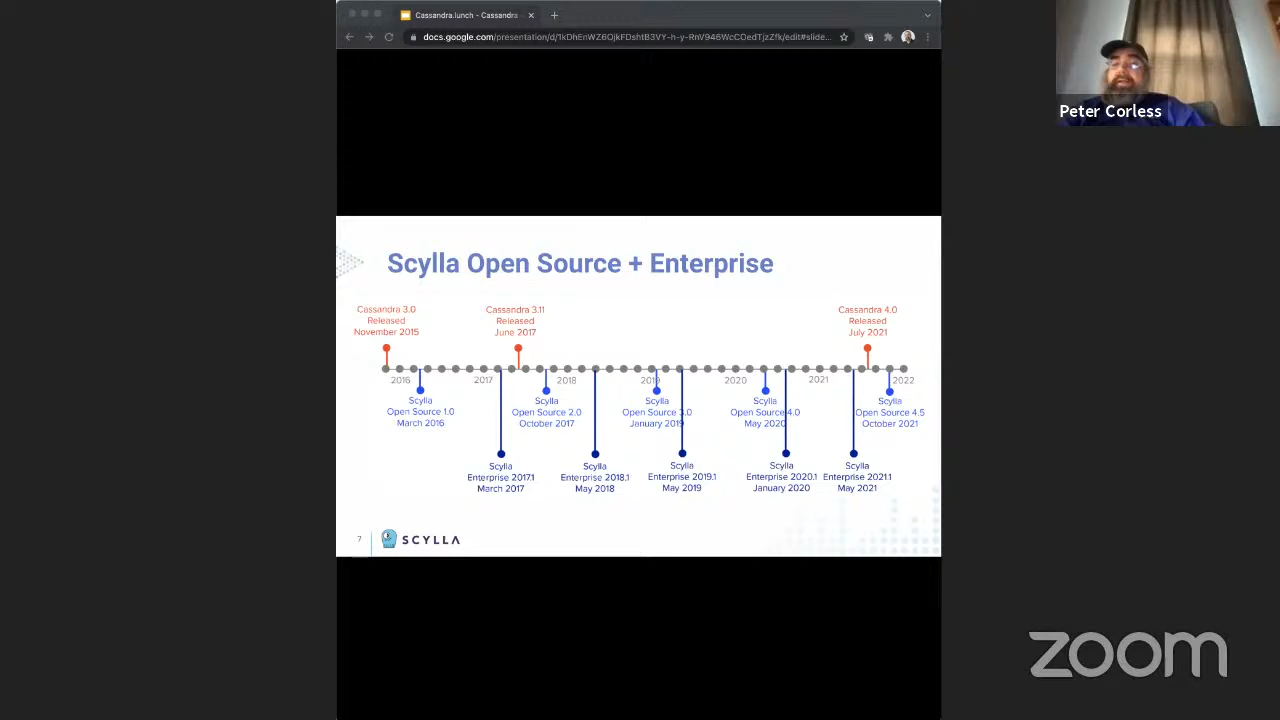 Cassandra.lunch - Cassandra
docs.google.com/presentation/d/1kDhEnWZ6OjkFDshtB3VY-h-y-RnV946WcCOedTjzZfk/edit#slide...
Peter Corless
Scylla Open Source + Enterprise
Cassandra 3.0
Released
November 2015
Cassandra 3.11
Released
June 2017
Cassandra 4.0
Released
July 2021
2016
2017
2018
2019
2020
2021
2022
Scylla
Open Source 1.0
March 2016
Scylla
Open Source 2.0
October 2017
Scylla
Open Source 3.0
January 2019
Scylla
Open Source 4.0
May 2020
Scylla
Open Source 4.5
October 2021
Scylla
Enterprise 2017.1
March 2017
Scylla
Enterprise 2018.1
May 2018
Scylla
Enterprise 2019.1
May 2019
Scylla
Enterprise 2020.1
January 2020
Scylla
Enterprise 2021.1
May 2021
7
SCYLLA
zoom